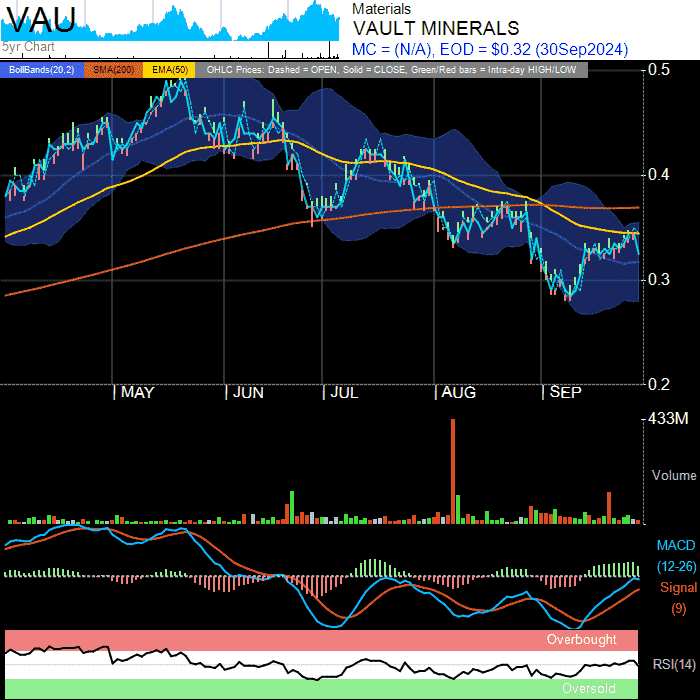 VAU
5yr Chart
Materials
VAULT MINERALS
MC = (N/A), EOD = $0.32 (30Sep2024)
BollBands(20,2) SMA(200) EMA(50) OHLC Prices: Dashed = OPEN, Solid = CLOSE, Green/Red bars = Intra-day HIGH/LOW
0.5
0.4
0.3
0.2
MAY JUN JUL AUG SEP
433M
Volume
MACD
(12-26)
Signal
(9)
Overbought
RSI(14)
Oversold